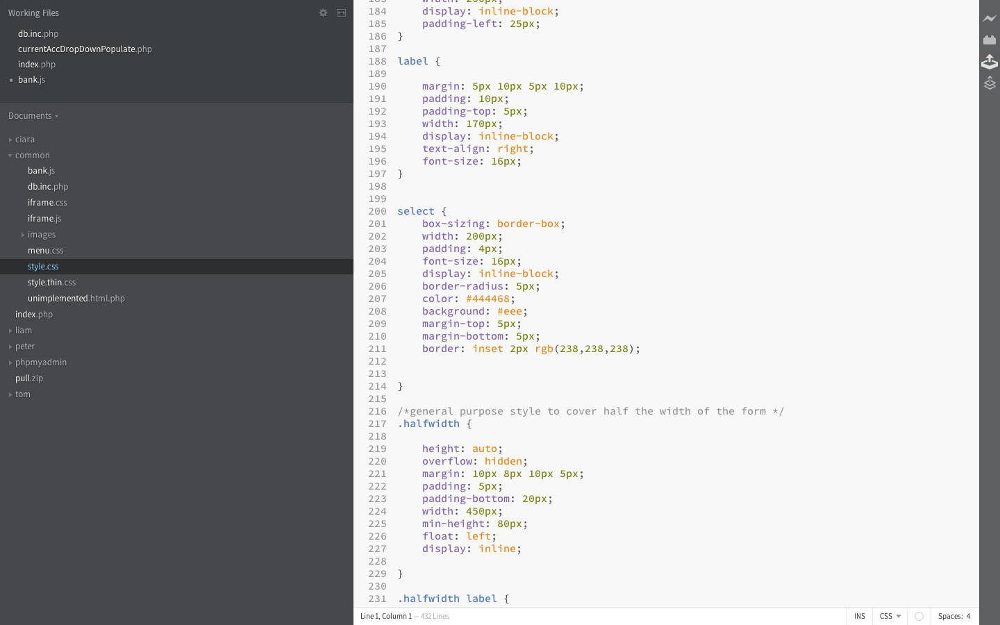 Working Files
db.inc.php
currentAccDropDownPopulate.php
index.php
bank.js
Documents
ciara
common
bank.js
db.inc.php
iframe.css
iframe.js
images
menu.css
style.css
style.thin.css
unimplemented.html.php
index.php
liam
peter
phpmyadmin
pull.zip
tom
183 width: 200px;
184 display: inline-block;
185 padding-left: 25px;
186 }
187
188 label {
189
190 margin: 5px 10px 5px 10px;
191 padding: 10px;
192 padding-top: 5px;
193 width: 170px;
194 display: inline-block;
195 text-align: right;
196 font-size: 16px;
197 }
198
199
200 select {
201 box-sizing: border-box;
202 width: 200px;
203 padding: 4px;
204 font-size: 16px;
205 display: inline-block;
206 border-radius: 5px;
207 color: #444468;
208 background: #eee;
209 margin-top: 5px;
210 margin-bottom: 5px;
211 border: inset 2px rgb(238,238,238);
212
213
214 }
215
216 /*general purpose style to cover half the width of the form */
217 .halfwidth {
218
219 height: auto;
220 overflow: hidden;
221 margin: 10px 8px 10px 5px;
222 padding: 5px;
223 padding-bottom: 20px;
224 width: 450px;
225 min-height: 80px;
226 float: left;
227 display: inline;
228
229 }
230
231 .halfwidth label {
Line 1, Column 1 — 432 Lines
INS
CSS
Spaces: 4